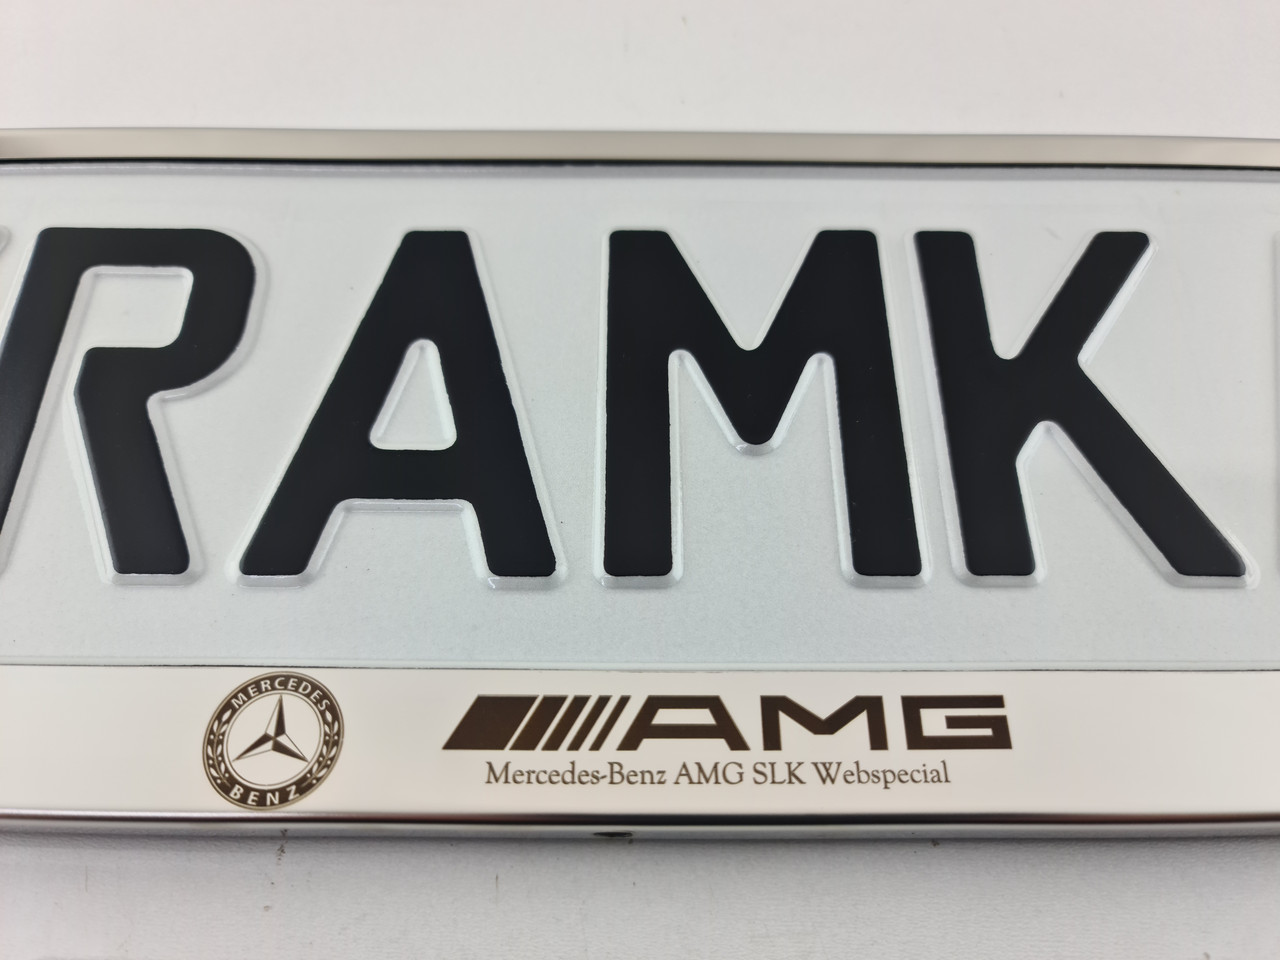 RAMK
MERCEDES
BENZ
AMG
Mercedes-Benz AMG SLK Webspecial